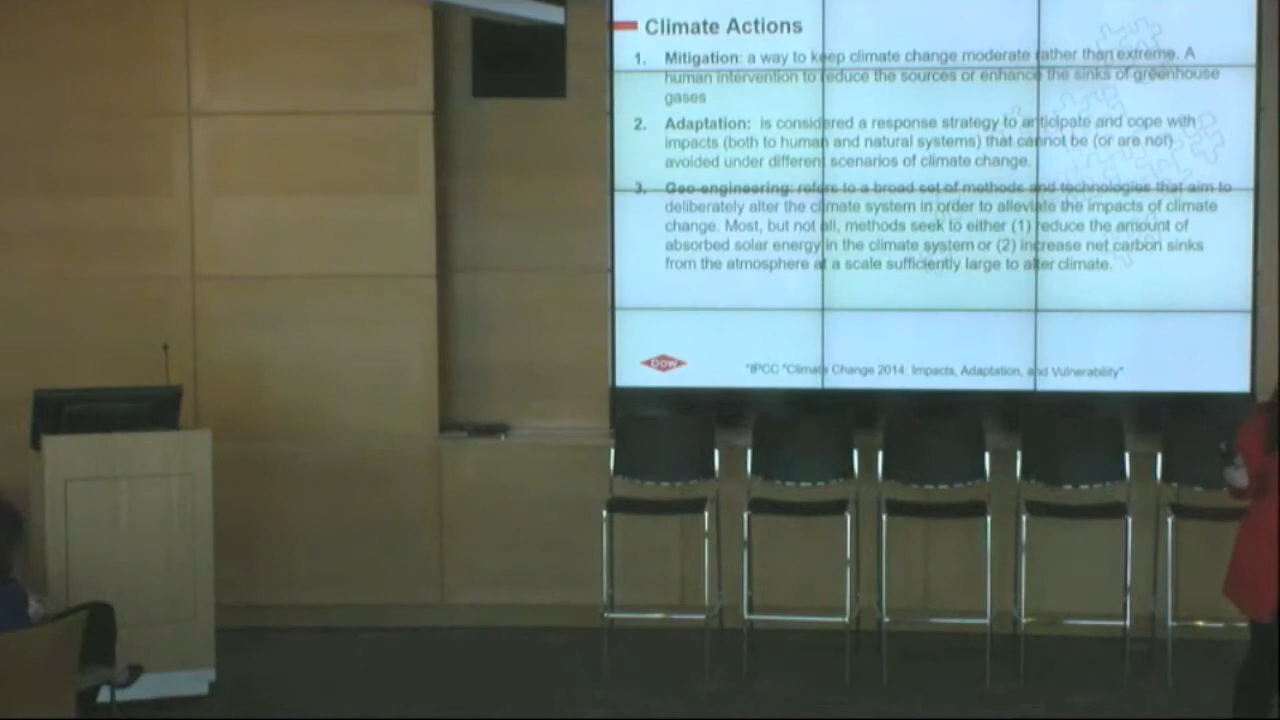 Climate Actions
1. Mitigation: a way to keep climate change moderate rather than extreme. A
human intervention to reduce the sources or enhance the sinks of greenhouse
gases
2. Adaptation: is considered a response strategy to anticipate and cope with
impacts (both to human and natural systems) that cannot be (or are not)
avoided under different scenarios of climate change.
3. Geo-engineering: refers to a broad set of methods and technologies that aim to
deliberately alter the climate system in order to alleviate the impacts of climate
change. Most, but not all, methods seek to either (1) reduce the amount of
absorbed solar energy in the climate system or (2) increase net carbon sinks
from the atmosphere at a scale sufficiently large to alter climate.
Dow
*IPCC "Climate Change 2014: Impacts, Adaptation, and Vulnerability"